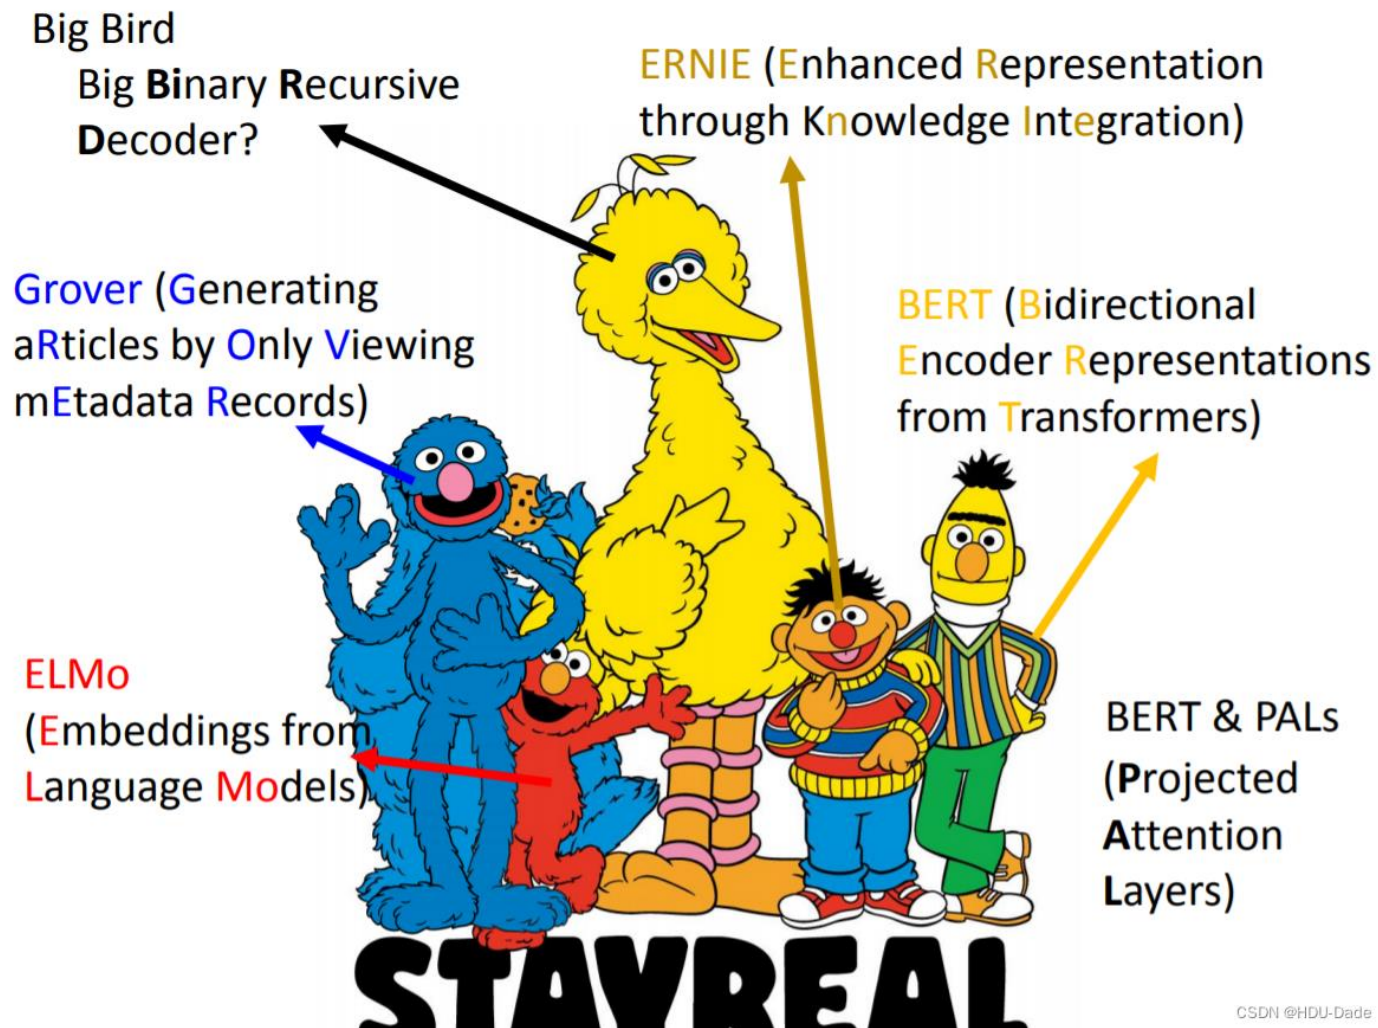 Big Bird
Big Binary Recursive
Decoder?
ERNIE (Enhanced Representation
through Knowledge Integration)
Grover (Generating
aRticles by Only Viewing
mEtadata Records)
BERT (Bidirectional
Encoder Representations
from Transformers)
ELMo
(Embeddings from
Language Models)
BERT & PALs
(Projected
Attention
Layers)
STAYREAL
CSDN @HDU-Dade